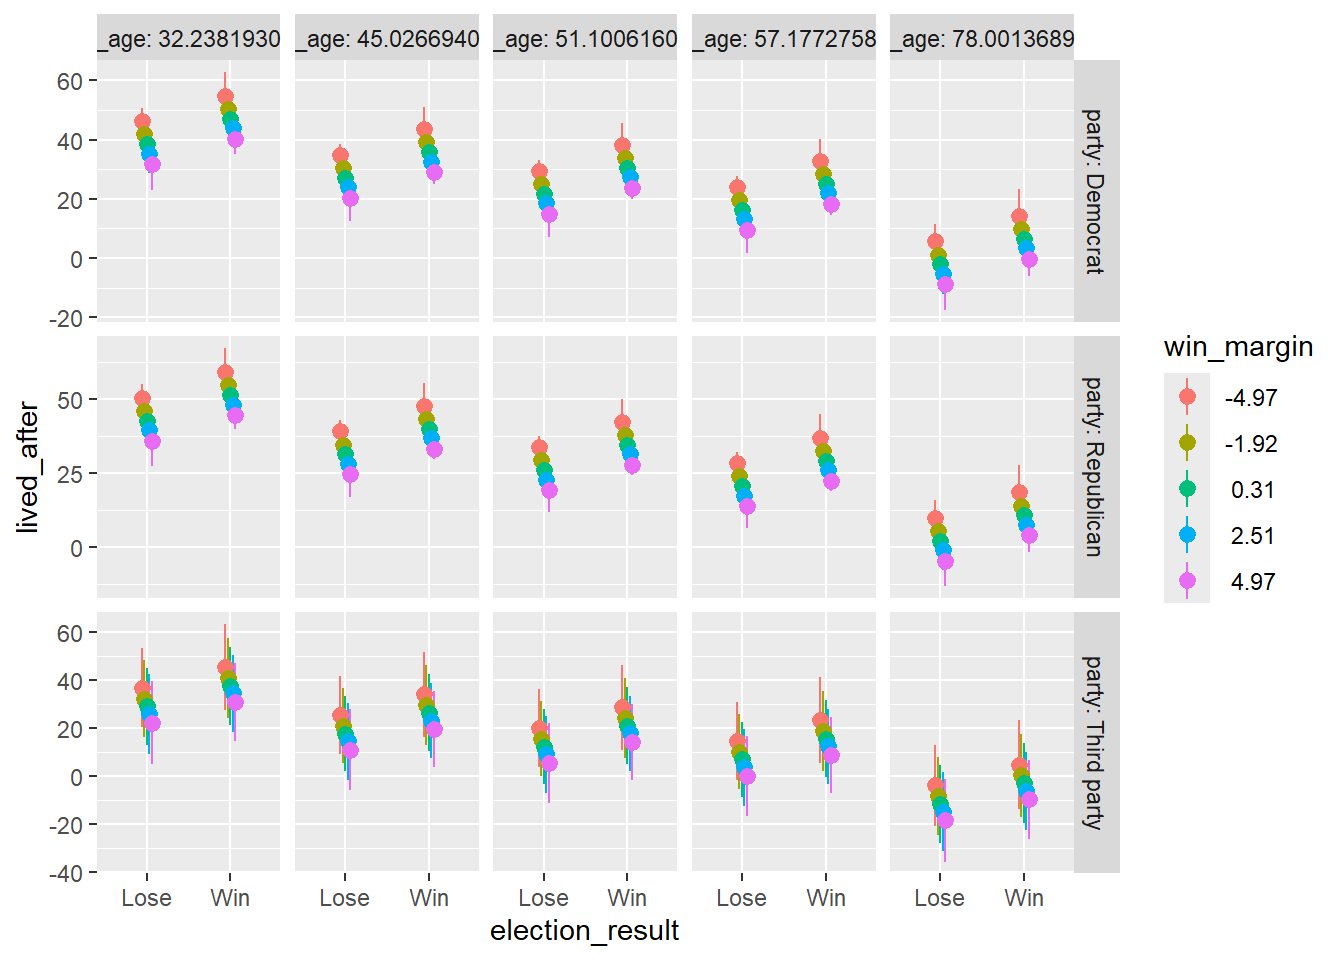 _age: 32.2381930
_age: 45.0266940
_age: 51.1006160
_age: 57.1772758
_age: 78.0013689
60
40
20
0
-20
party: Democrat
50
25
0
party: Republican
60
40
20
0
-20
-40
party: Third party
lived_after
Lose Win
Lose Win
Lose Win
Lose Win
Lose Win
election_result
win_margin
-4.97
-1.92
0.31
2.51
4.97